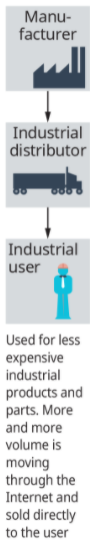 Manu-
facturer
Industrial
distributor
Industrial
user
Used for less
expensive
industrial
products and
parts. More
and more
volume is
moving
through the
Internet and
sold directly
to the user